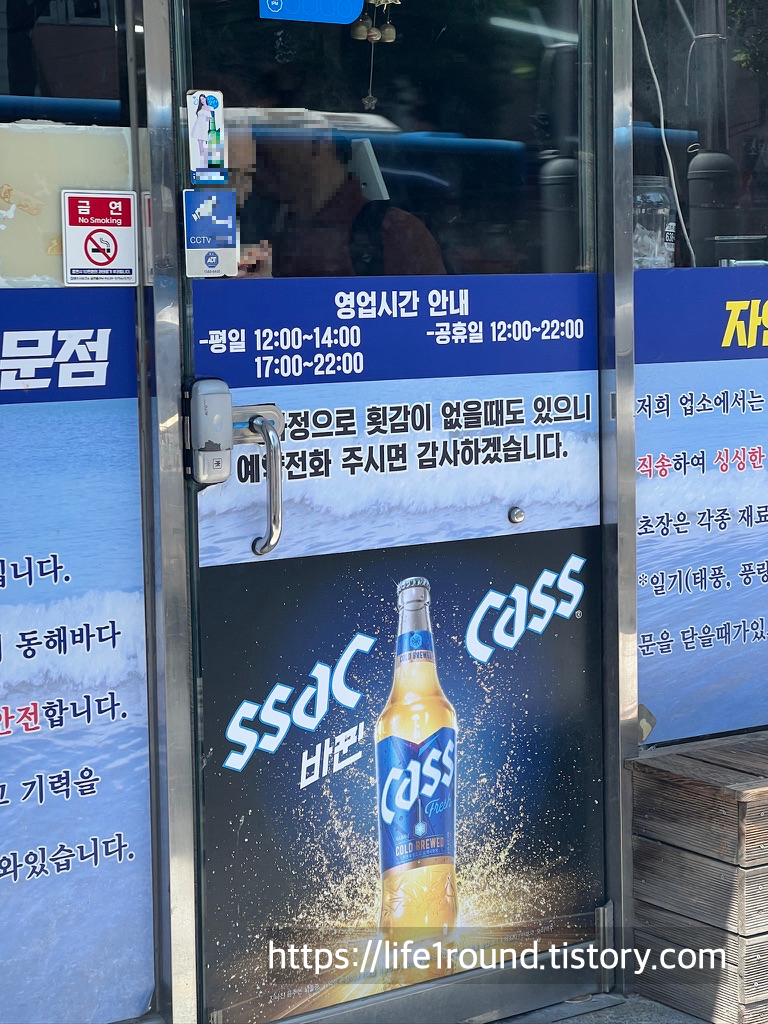 금 연
No Smoking
CCTV
ADT
문점
영업시간 안내
-평일 12:00~14:00
17:00~22:00
-공휴일 12:00~22:00
정으로 횟감이 없을때도 있으니
전화 주시면 감사하겠습니다.
저희 업소에서는
직송하여 싱싱한
초장은 각종 재료
*일기(태풍, 풍랑
문을 닫을때가있
니다.
동해바다
안전합니다.
기력을
와있습니다.
ssac
바뀐
Cass
COLD BREWED
Cass
Fresh
COLD BREWED
https://life1round.tistory.com/